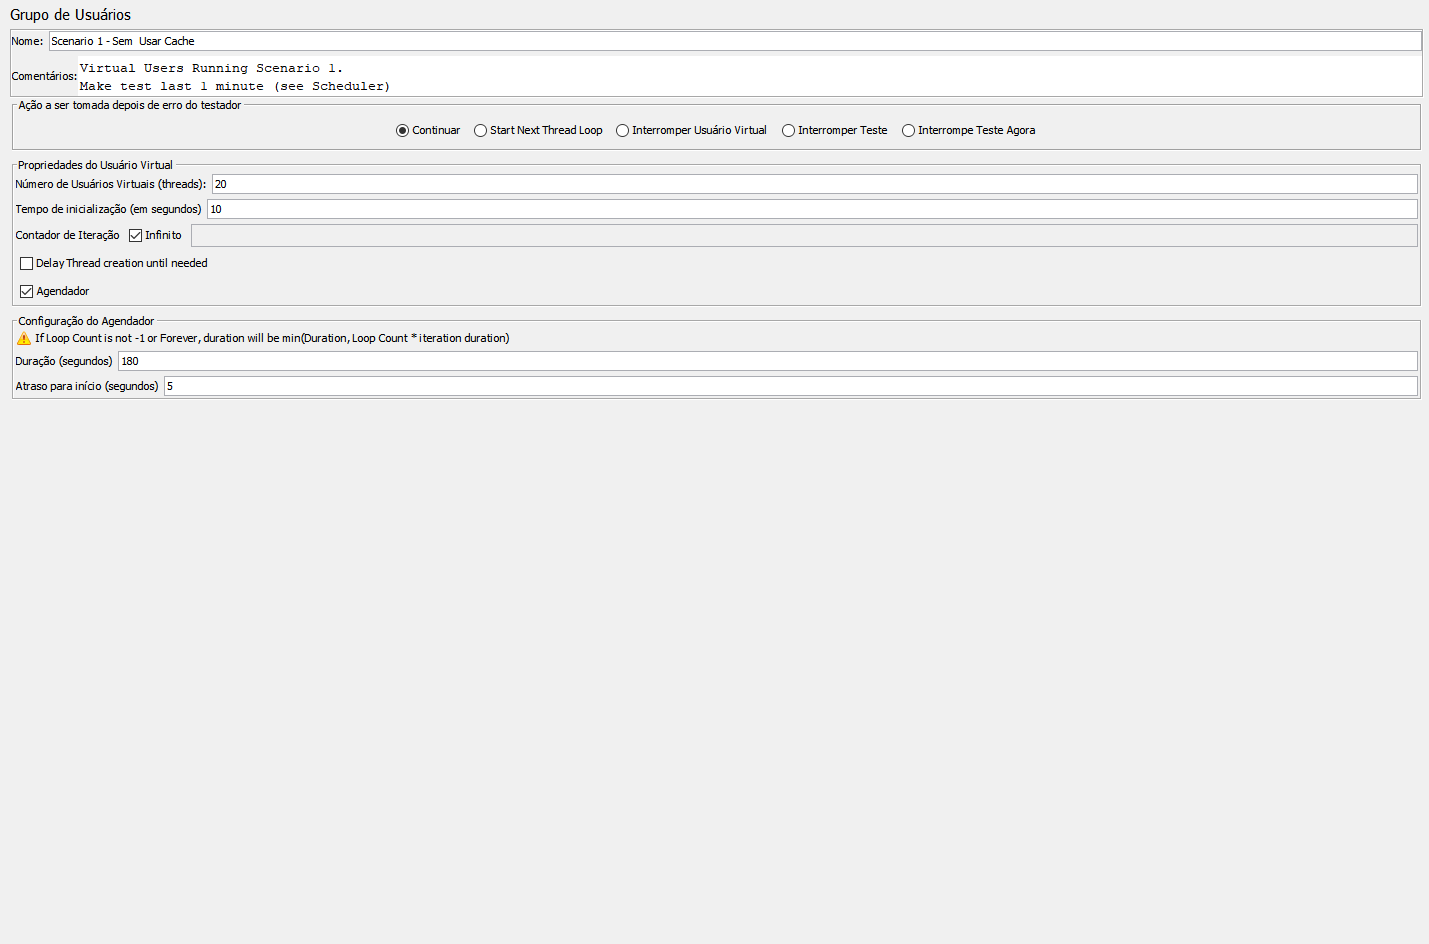 Grupo de Usuários
Nome: Scenario 1 - Sem  Usar Cache
Comentários: Virtual Users Running Scenario 1.
Make test last 1 minute (see Scheduler)
Ação a ser tomada depois de erro do testador
Continuar Start Next Thread Loop Interromper Usuário Virtual Interromper Teste Interrompe Teste Agora
Propriedades do Usuário Virtual
Número de Usuários Virtuais (threads): 20
Tempo de inicialização (em segundos) 10
Contador de Iteração Infinito
Delay Thread creation until needed
Agendador
Configuração do Agendador
If Loop Count is not -1 or Forever, duration will be min(Duration, Loop Count * iteration duration)
Duração (segundos) 180
Atraso para início (segundos) 5